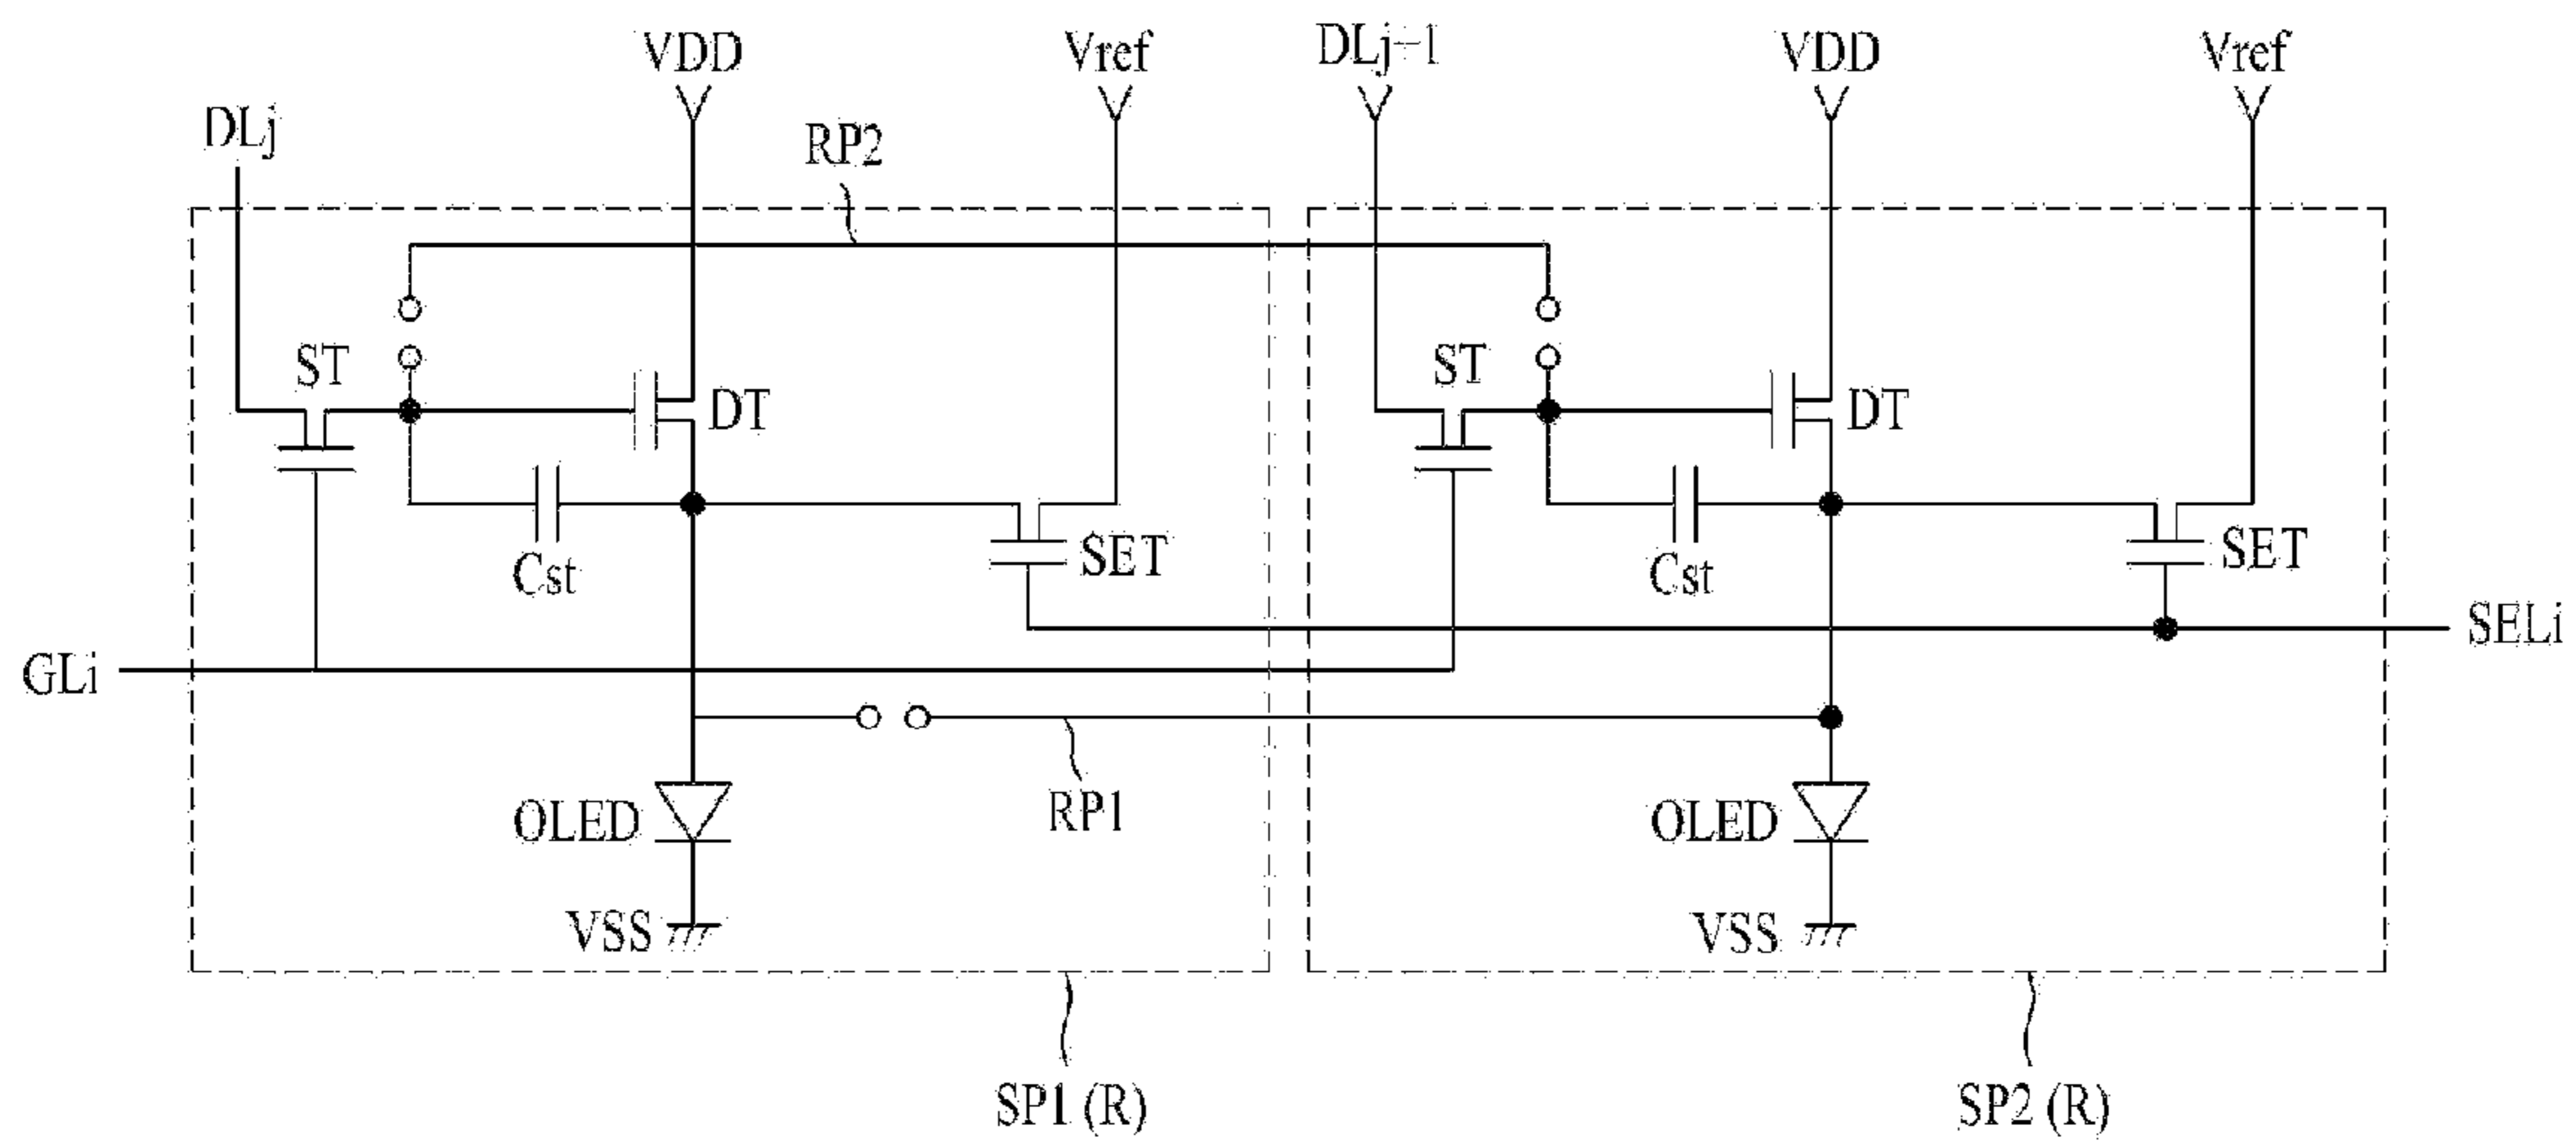 VDD
Vref
DLj+1
VDD
Vref
DLj
RP2
ST
DT
ST
DT
Cst
SET
Cst
SET
SELi
GLi
RP1
OLED
OLED
VSS
VSS
SP1 (R)
SP2 (R)